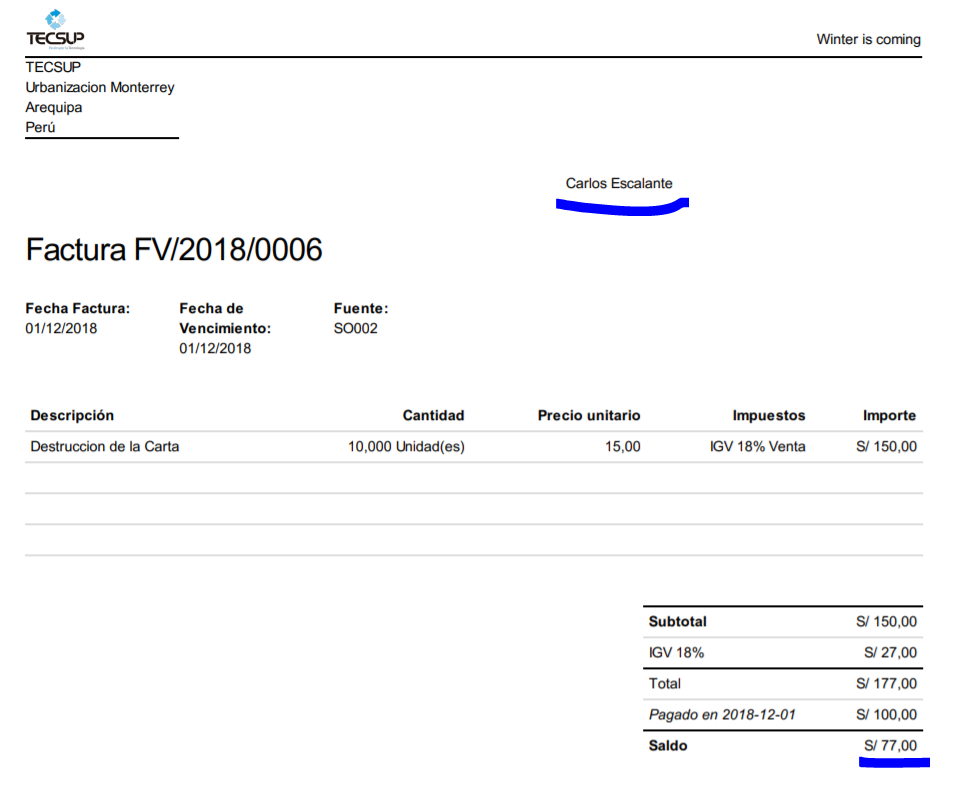 TECSUP
Winter is coming
TECSUP
Urbanizacion Monterrey
Arequipa
Perú
Carlos Escalante
Factura FV/2018/0006
Fecha Factura: Fecha de Vencimiento: Fuente:
01/12/2018 01/12/2018 SO002
Descripción Cantidad Precio unitario Impuestos Importe
Destruccion de la Carta 10,000 Unidad(es) 15,00 IGV 18% Venta S/ 150,00
Subtotal S/ 150,00
IGV 18% S/ 27,00
Total S/ 177,00
Pagado en 2018-12-01 S/ 100,00
Saldo S/ 77,00